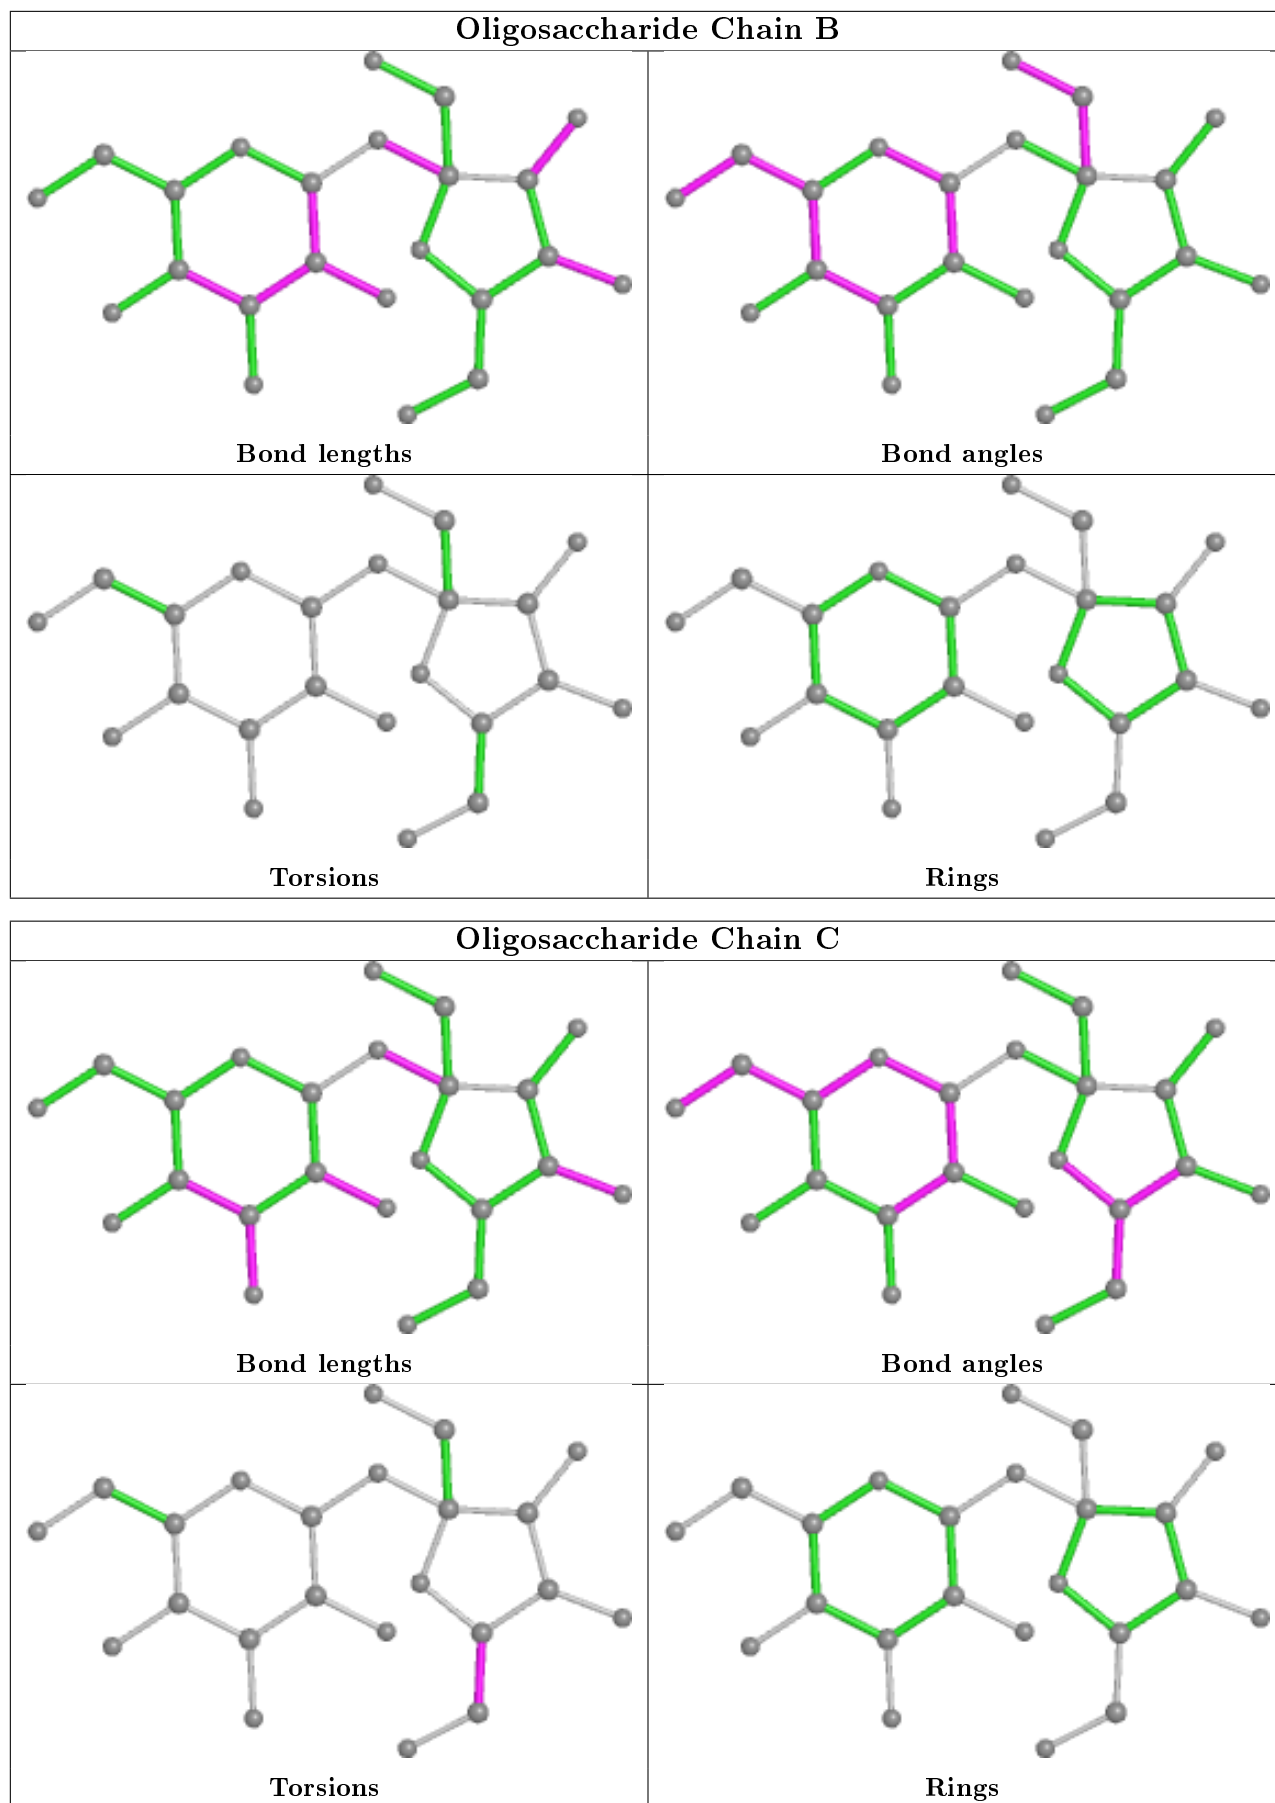 Oligosaccharide Chain B
Bond lengths
Bond angles
Torsions
Rings
Oligosaccharide Chain C
Bond lengths
Bond angles
Torsions
Rings